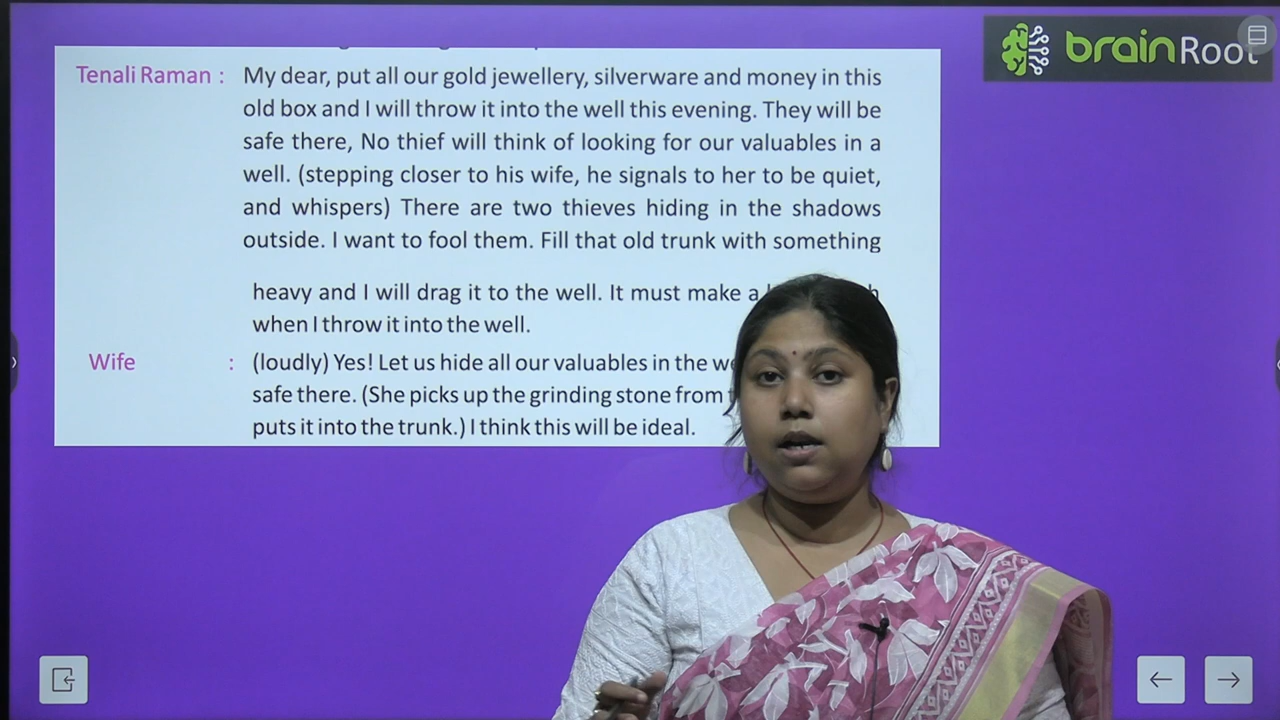 brainRoot
Tenali Raman : My dear, put all our gold jewellery, silverware and money in this
old box and I will throw it into the well this evening. They will be
safe there, No thief will think of looking for our valuables in a
well. (stepping closer to his wife, he signals to her to be quiet,
and whispers) There are two thieves hiding in the shadows
outside. I want to fool them. Fill that old trunk with something
heavy and I will drag it to the well. It must make a
when I throw it into the well.
Wife : (loudly) Yes! Let us hide all our valuables in the
safe there. (She picks up the grinding stone from
puts it into the trunk.) I think this will be ideal.